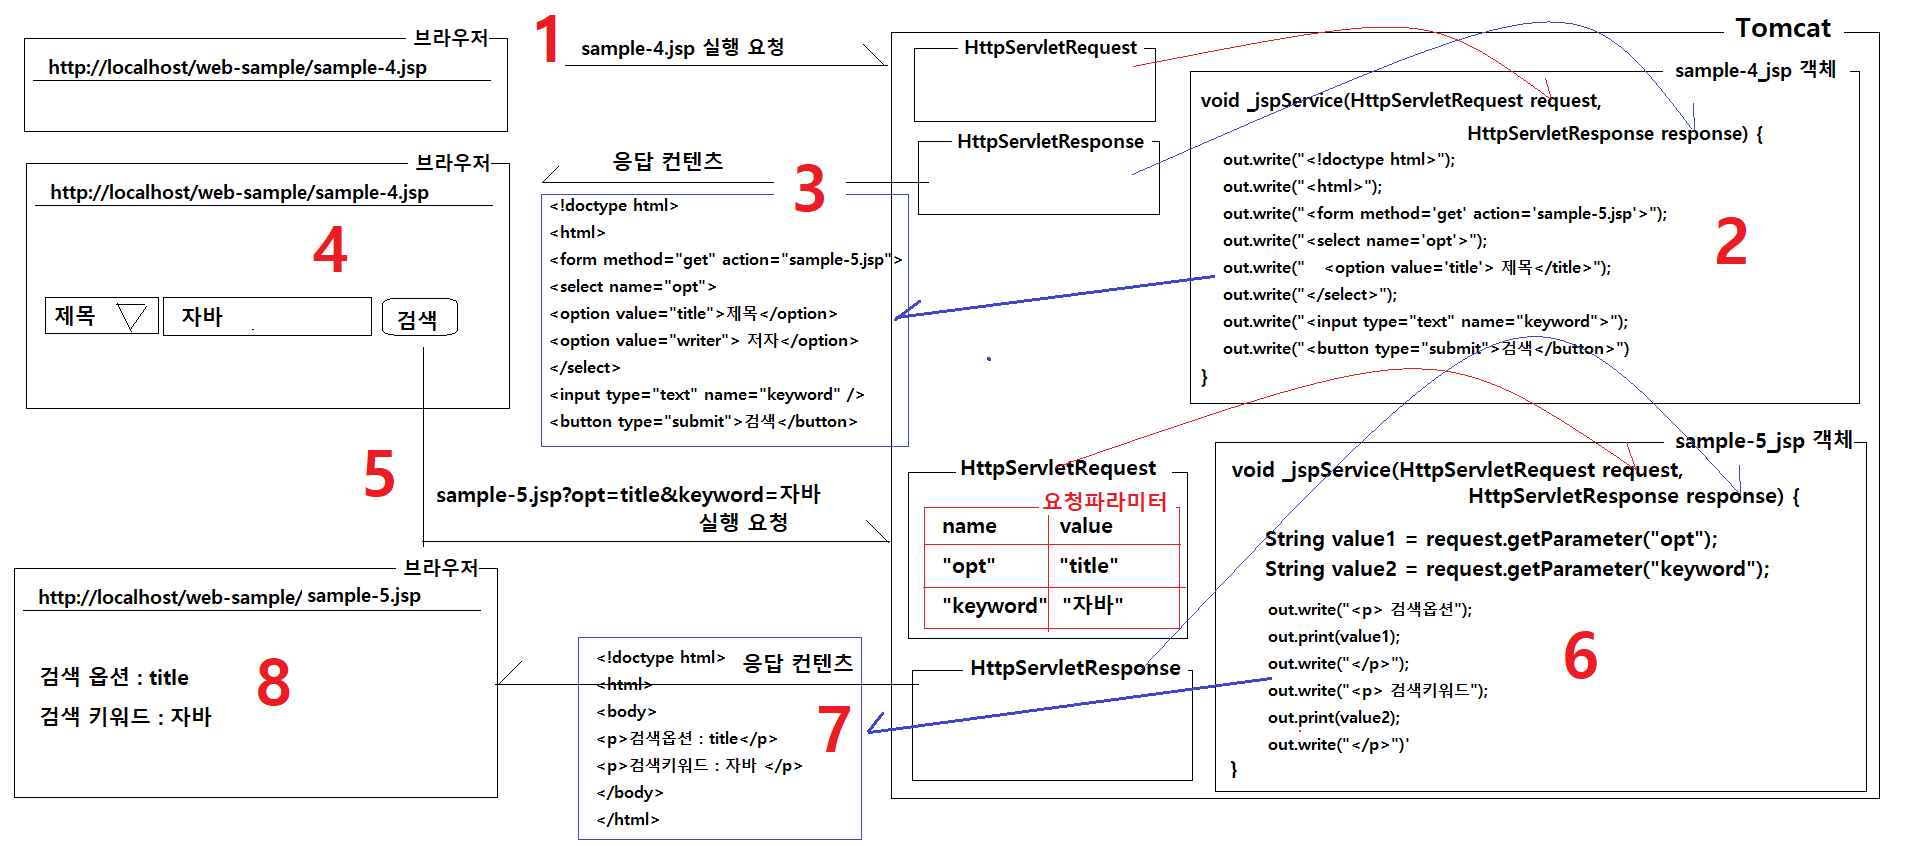 브라우저
http://localhost/web-sample/sample-4.jsp
1
sample-4.jsp 실행 요청
Tomcat
HttpServletRequest
HttpServletResponse
sample-4_jsp 객체
void _jspService(HttpServletRequest request,
HttpServletResponse response) {
out.write("<!doctype html>");
out.write("<html>");
out.write("<form method='get' action='sample-5.jsp'>");
out.write("<select name='opt'>");
out.write("   <option value='title'> 제목</title>");
out.write("</select>");
out.write("<input type="text" name="keyword">");
out.write("<button type="submit">검색</button>")
}
2
응답 컨텐츠
3
<!doctype html>
<html>
<form method="get" action="sample-5.jsp">
<select name="opt">
<option value="title">제목</option>
<option value="writer"> 저자</option>
</select>
<input type="text" name="keyword" />
<button type="submit">검색</button>
브라우저
http://localhost/web-sample/sample-4.jsp
4
제목
자바
검색
5
sample-5.jsp?opt=title&keyword=자바
실행 요청
HttpServletRequest
요청파라미터
name value
"opt" "title"
"keyword" "자바"
HttpServletResponse
sample-5_jsp 객체
void _jspService(HttpServletRequest request,
HttpServletResponse response) {
String value1 = request.getParameter("opt");
String value2 = request.getParameter("keyword");
out.write("<p> 검색옵션");
out.print(value1);
out.write("</p>");
out.write("<p> 검색키워드");
out.print(value2);
out.write("</p>")'
}
6
응답 컨텐츠
7
<!doctype html>
<html>
<body>
<p>검색옵션 : title</p>
<p>검색키워드 : 자바 </p>
</body>
</html>
브라우저
http://localhost/web-sample/ sample-5.jsp
검색 옵션 : title
검색 키워드 : 자바
8